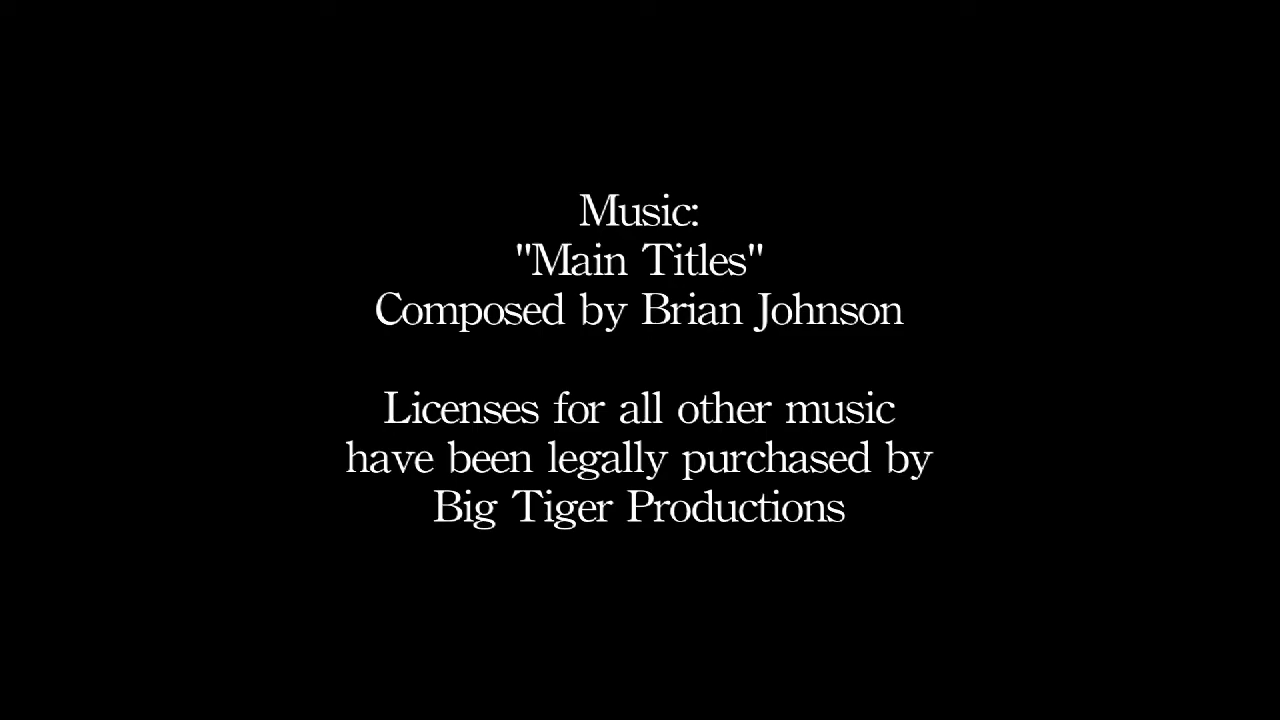 Music:
"Main Titles"
Composed by Brian Johnson
Licenses for all other music
have been legally purchased by
Big Tiger Productions